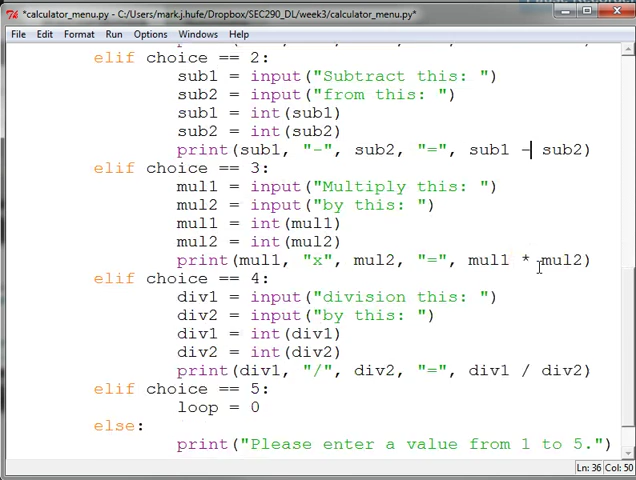 *calculator_menu.py - C:/Users/mark.j.hufe/Dropbox/SEC290_DL/week3/calculator_menu.py*
File Edit Format Run Options Windows Help
elif choice == 2:
sub1 = input("Subtract this: ")
sub2 = input("from this: ")
sub1 = int(sub1)
sub2 = int(sub2)
print(sub1, "-", sub2, "=", sub1 - sub2)
elif choice == 3:
mul1 = input("Multiply this: ")
mul2 = input("by this: ")
mul1 = int(mul1)
mul2 = int(mul2)
print(mul1, "x", mul2, "=", mul1 * mul2)
elif choice == 4:
div1 = input("division this: ")
div2 = input("by this: ")
div1 = int(div1)
div2 = int(div2)
print(div1, "/", div2, "=", div1 / div2)
elif choice == 5:
loop = 0
else:
print("Please enter a value from 1 to 5.")
Ln: 36 Col: 50